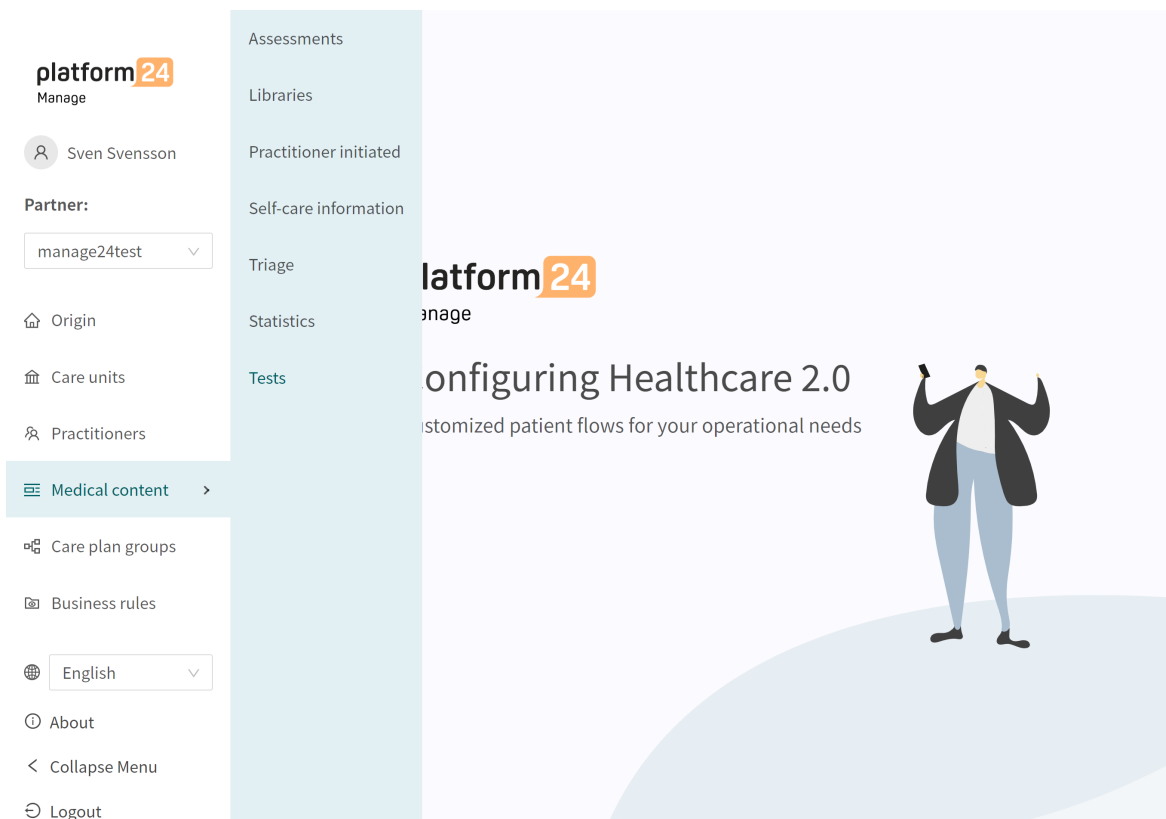 platform24
Manage
Sven Svensson
Partner:
manage24test
Origin
Care units
Practitioners
Medical content
Care plan groups
Business rules
English
About
Collapse Menu
Logout
Assessments
Libraries
Practitioner initiated
Self-care information
Triage
Statistics
Tests
latform24
anage
onfiguring Healthcare 2.0
stomized patient flows for your operational needs